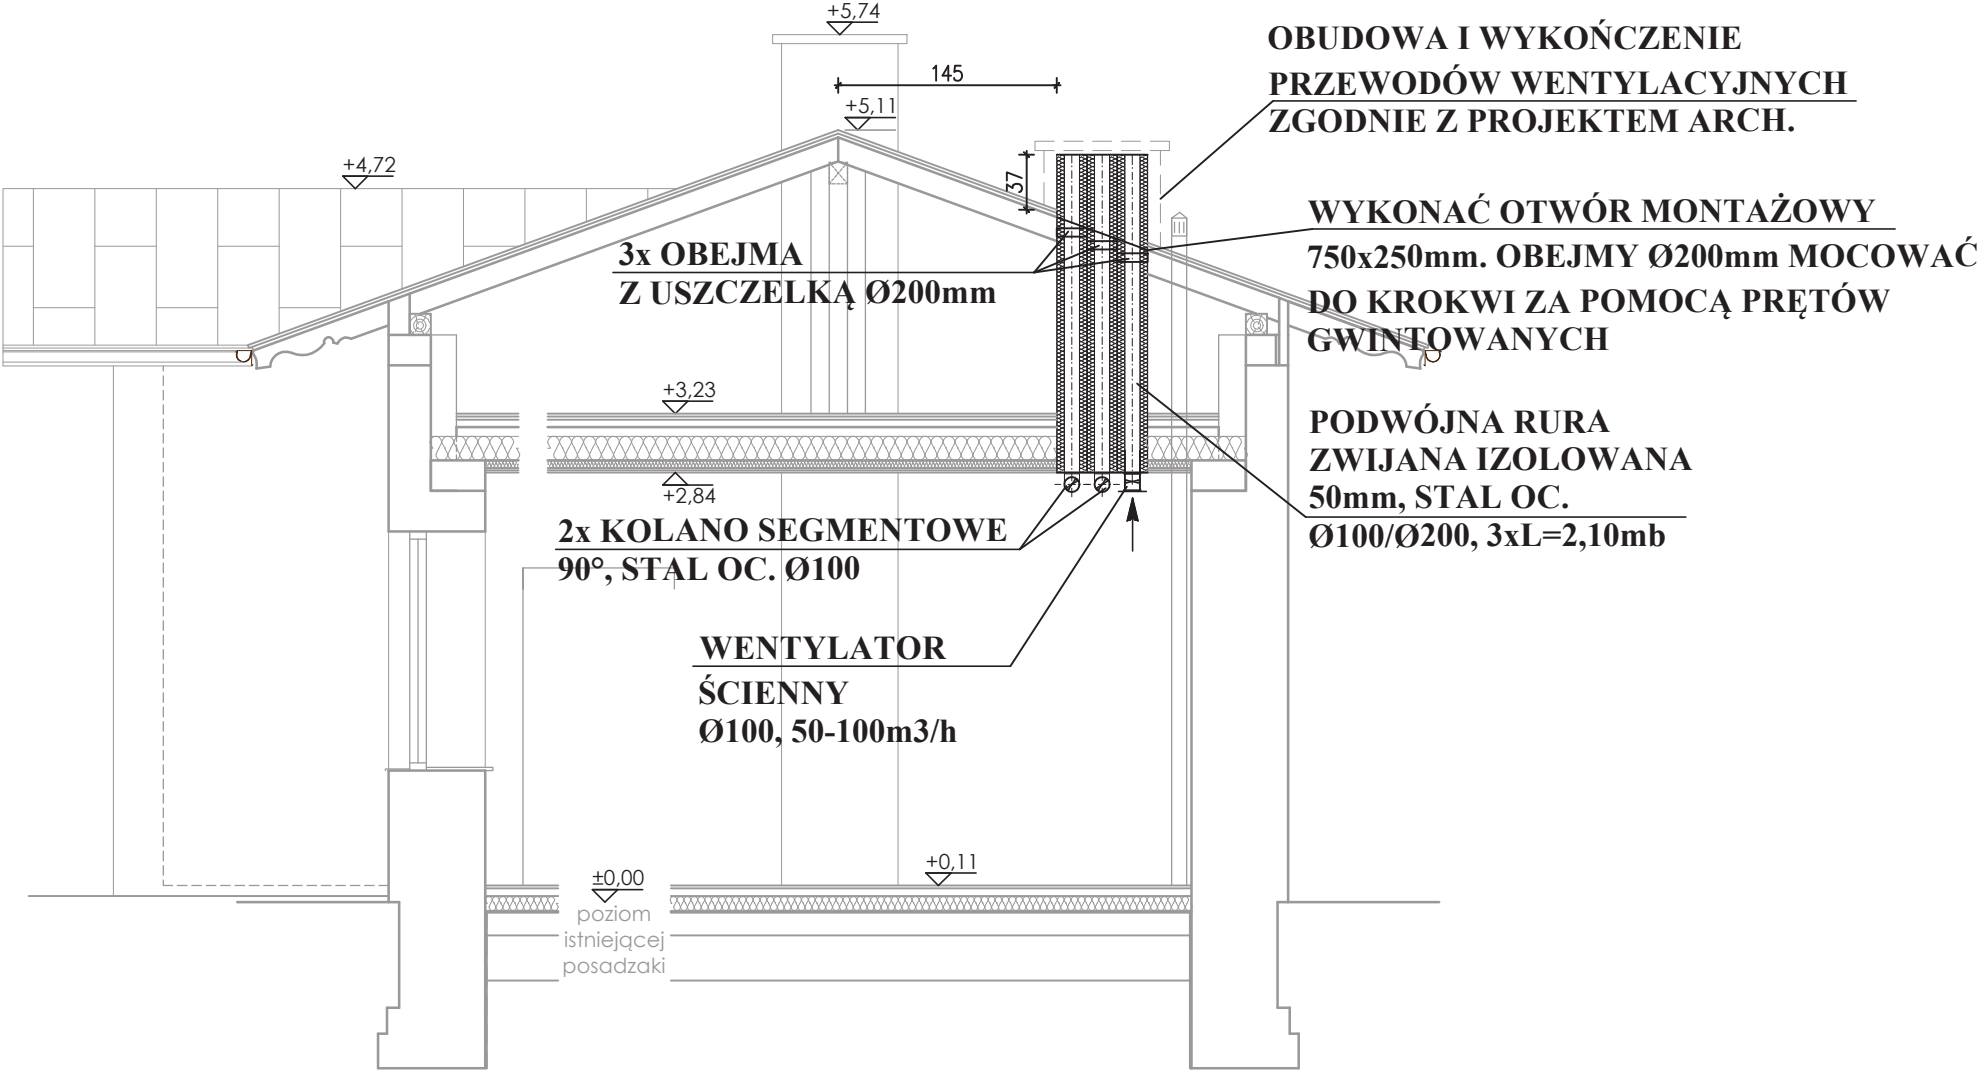 +5,74
OBUDOWA I WYKOŃCZENIE
PRZEWODÓW WENTYLACYJNYCH
ZGODNIE Z PROJEKTEM ARCH.
145
+5,11
+4,72
37
WYKONAĆ OTWÓR MONTAŻOWY
750x250mm. OBEJMY Ø200mm MOCOWAĆ
DO KROKWI ZA POMOCĄ PRĘTÓW
GWINTOWANYCH
3x OBEJMA
Z USZCZELKĄ Ø200mm
+3,23
PODWÓJNA RURA
ZWIJANA IZOLOWANA
50mm, STAL OC.
Ø100/Ø200, 3xL=2,10mb
+2,84
2x KOLANO SEGMENTOWE
90°, STAL OC. Ø100
WENTYLATOR
ŚCIENNY
Ø100, 50-100m3/h
+0,11
±0,00
poziom
istniejącej
posadzaki